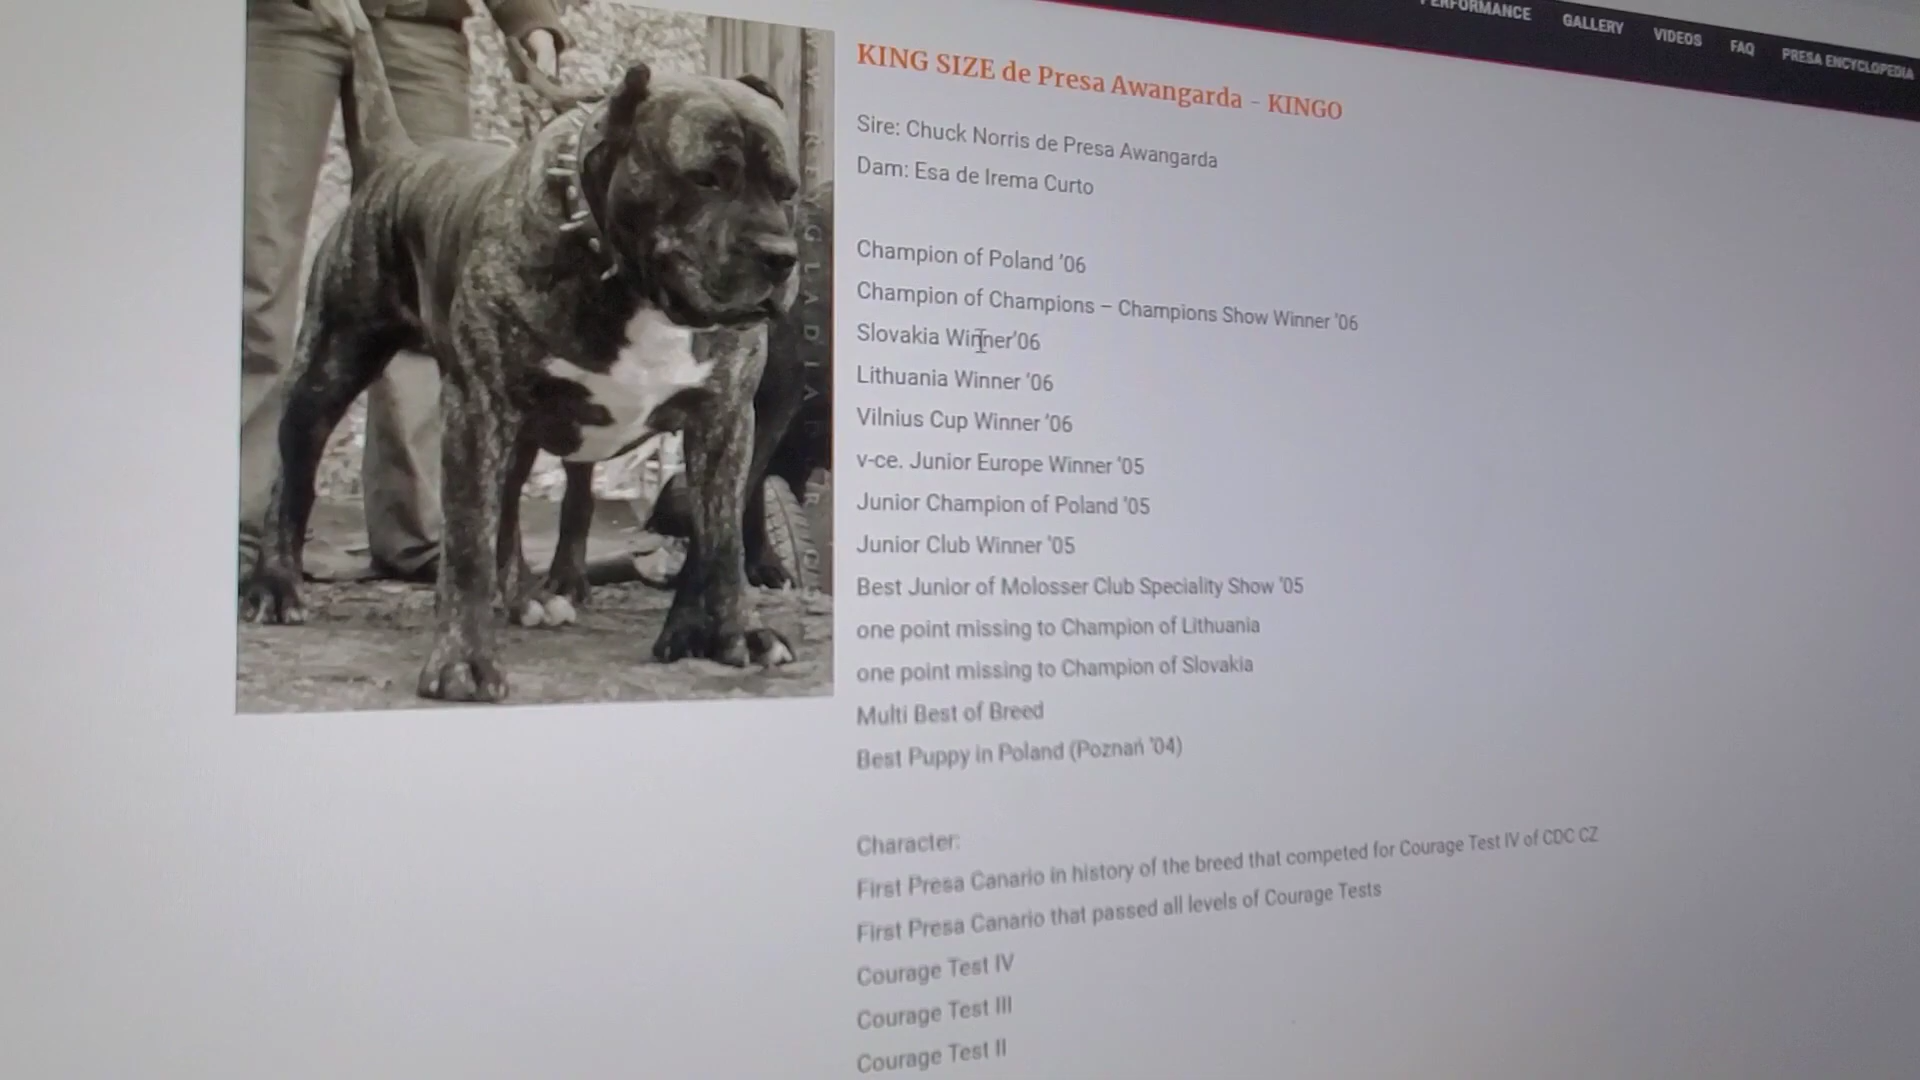 PERFORMANCE GALLERY VIDEOS FAQ PRESA ENCYCLOPEDIA
KING SIZE de Presa Awangarda - KINGO
Sire: Chuck Norris de Presa Awangarda
Dam: Esa de Irema Curto
Champion of Poland '06
Champion of Champions – Champions Show Winner '06
Slovakia Winner'06
Lithuania Winner '06
Vilnius Cup Winner '06
v-ce. Junior Europe Winner '05
Junior Champion of Poland '05
Junior Club Winner '05
Best Junior of Molosser Club Speciality Show '05
one point missing to Champion of Lithuania
one point missing to Champion of Slovakia
Multi Best of Breed
Best Puppy in Poland (Poznań '04)
Character:
First Presa Canario in history of the breed that competed for Courage Test IV of CDC CZ
First Presa Canario that passed all levels of Courage Tests
Courage Test IV
Courage Test III
Courage Test II